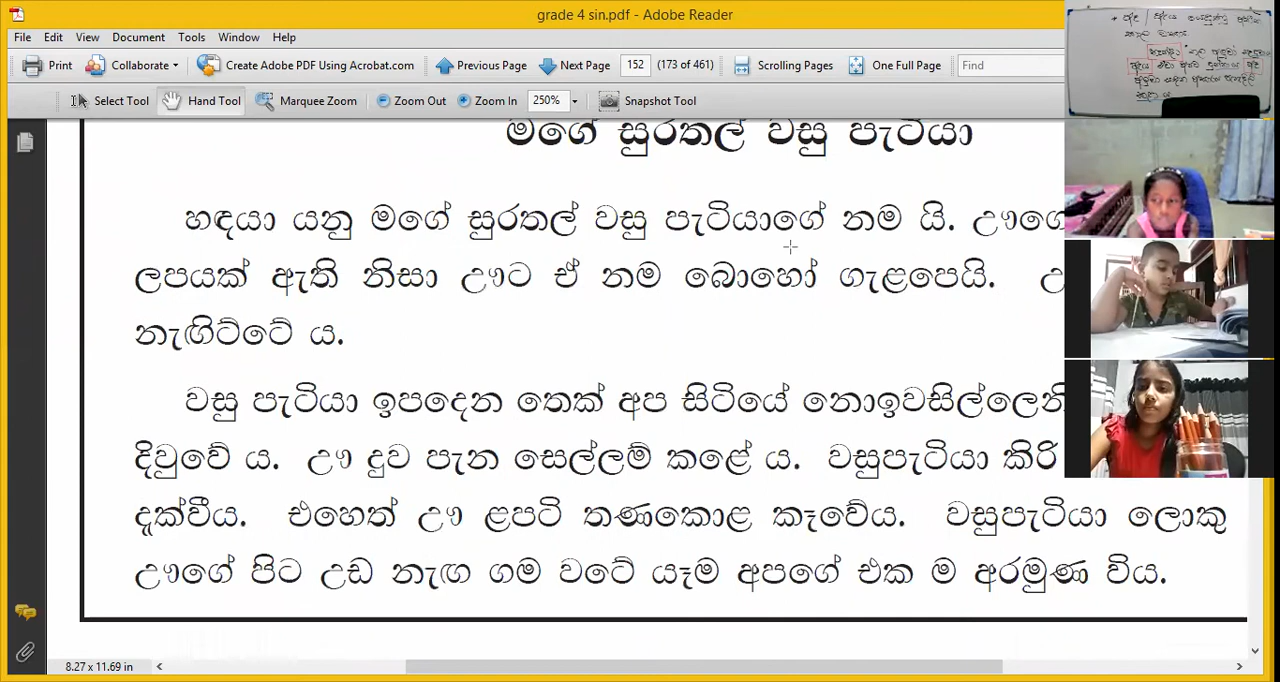 grade 4 sin.pdf - Adobe Reader
File Edit View Document Tools Window Help
Print Collaborate Create Adobe PDF Using Acrobat.com Previous Page Next Page 152 (173 of 461) Scrolling Pages One Full Page Find
Select Tool Hand Tool Marquee Zoom Zoom Out Zoom In 250% Snapshot Tool
මගේ සුරතල් වසු පැටියා
හඳයා යනු මගේ සුරතල් වසු පැටියාගේ නම යි. ඌගේ
ලපයක් ඇති නිසා ඌට ඒ නම බොහෝ ගැළපෙයි.
නැඟිට්ටේ ය.
වසු පැටියා ඉපදෙන තෙක් අප සිටියේ නොඉවසිල්ලෙනි
දිවුවේ ය. ඌ දුව පැන සෙල්ලම් කළේ ය. වසුපැටියා කිරි
දැක්වීය. එහෙත් ඌ ළපටි තණකොළ කෑවේය. වසුපැටියා ලොකු
ඌගේ පිට උඩ නැඟ ගම වටේ යෑම අපගේ එක ම අරමුණ විය.
8.27 x 11.69 in